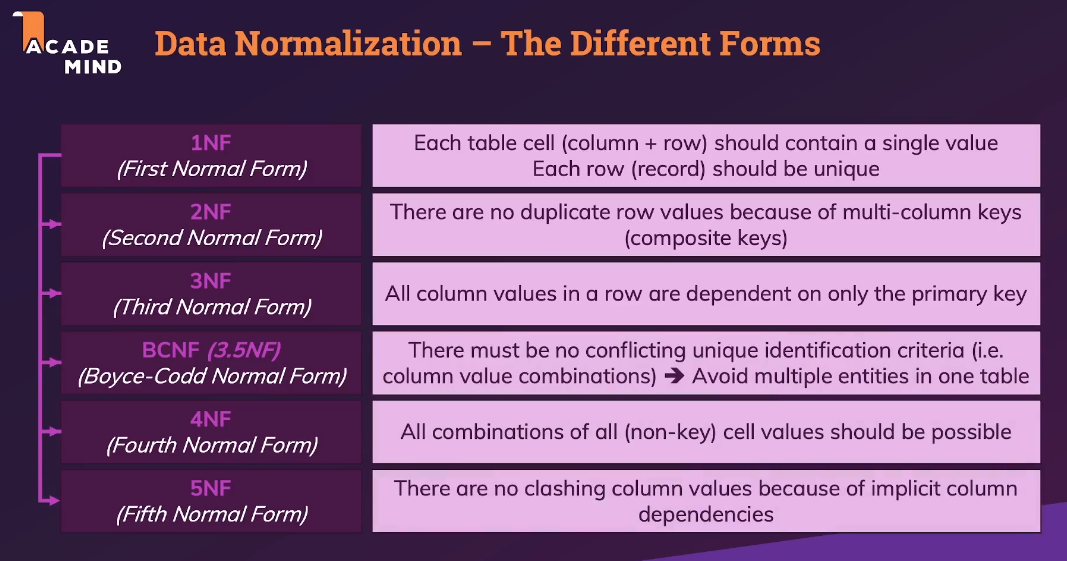 ACADE
MIND
Data Normalization – The Different Forms
1NF
(First Normal Form)
Each table cell (column + row) should contain a single value
Each row (record) should be unique
2NF
(Second Normal Form)
There are no duplicate row values because of multi-column keys
(composite keys)
3NF
(Third Normal Form)
All column values in a row are dependent on only the primary key
BCNF (3.5NF)
(Boyce-Codd Normal Form)
There must be no conflicting unique identification criteria (i.e.
column value combinations) ➔ Avoid multiple entities in one table
4NF
(Fourth Normal Form)
All combinations of all (non-key) cell values should be possible
5NF
(Fifth Normal Form)
There are no clashing column values because of implicit column
dependencies